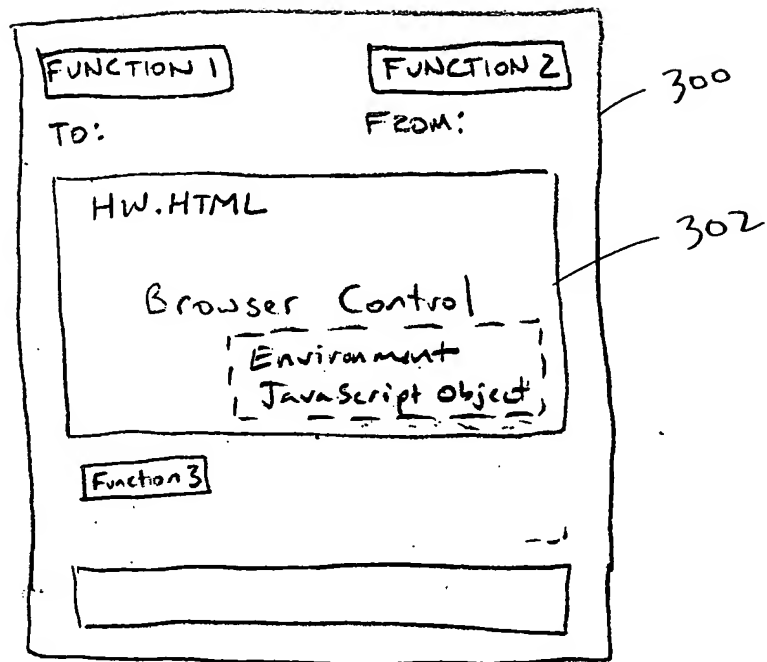 FUNCTION 1 FUNCTION 2
300
TO: FROM:
HW.HTML
302
Browser Control
Environment
JavaScript Object
Function 3